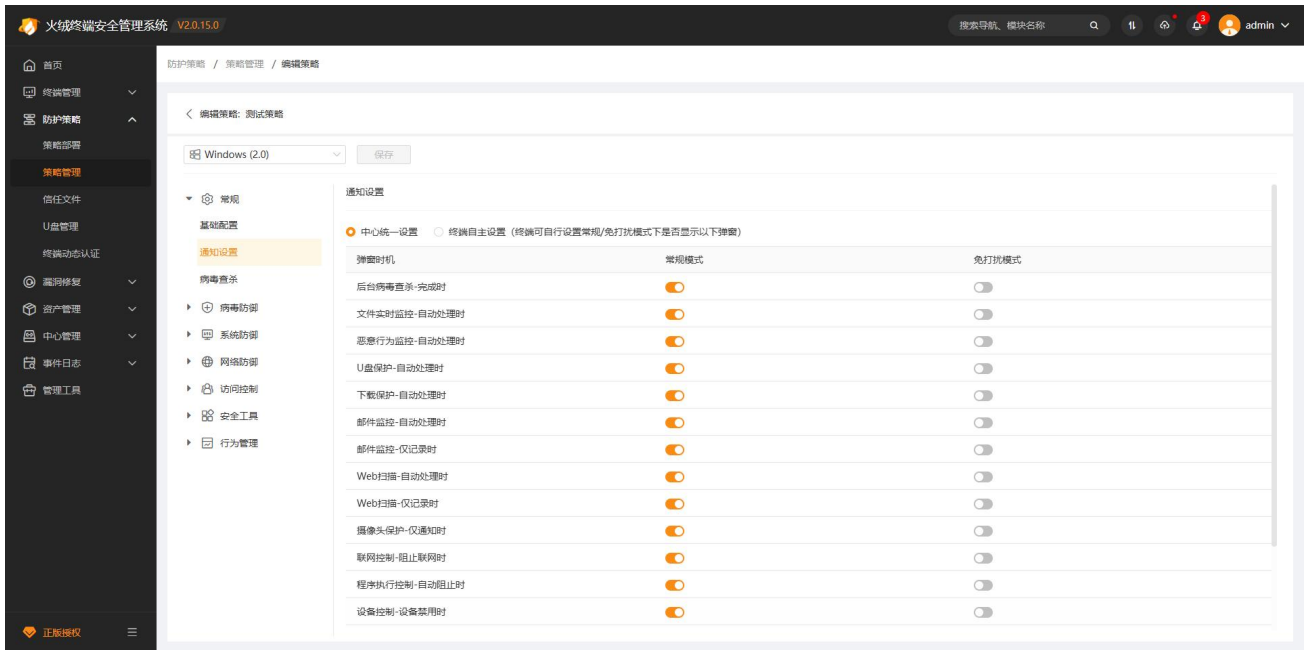 火绒终端安全管理系统 V2.0.15.0
搜索导航、模块名称
3
admin
首页
终端管理
防护策略
策略部署
策略管理
信任文件
U盘管理
终端动态认证
漏洞修复
资产管理
中心管理
事件日志
管理工具
正版授权
防护策略 / 策略管理 / 编辑策略
编辑策略: 测试策略
Windows (2.0)
保存
常规
基础配置
通知设置
病毒查杀
病毒防御
系统防御
网络防御
访问控制
安全工具
行为管理
通知设置
中心统一设置 终端自主设置（终端可自行设置常规/免打扰模式下是否显示以下弹窗）
弹窗时机 常规模式 免打扰模式
后台病毒查杀-完成时
文件实时监控-自动处理时
恶意行为监控-自动处理时
U盘保护-自动处理时
下载保护-自动处理时
邮件监控-自动处理时
邮件监控-仅记录时
Web扫描-自动处理时
Web扫描-仅记录时
摄像头保护-仅通知时
联网控制-阻止联网时
程序执行控制-自动阻止时
设备控制-设备禁用时